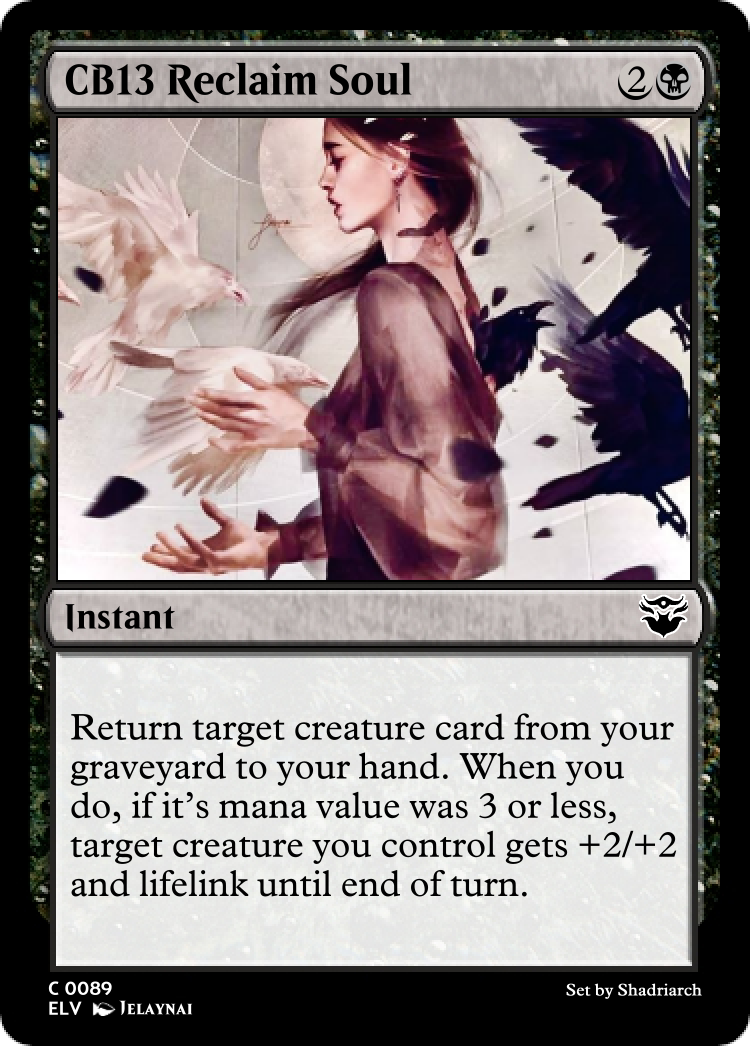 CB13 Reclaim Soul
2
Instant
Return target creature card from your
graveyard to your hand. When you
do, if it's mana value was 3 or less,
target creature you control gets +2/+2
and lifelink until end of turn.
C 0089
Set by Shadriarch
ELV JELAYNAI